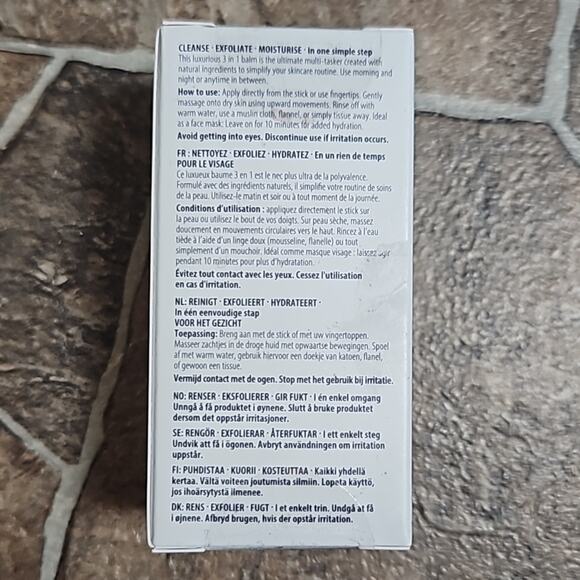 CLEANSE · EXFOLIATE · MOISTURISE · In one simple step
This luxurious 3 in 1 balm is the ultimate multi-tasker created with
natural ingredients to simplify your skincare routine. Use morning and
night or anytime in between.
How to use: Apply directly from the stick or use fingertips. Gently
massage onto dry skin using upward movements. Rinse off with
warm water, use a muslin cloth, flannel, or simply tissue away. Ideal
as a face mask: Leave on for 10 minutes for added hydration.
Avoid getting into eyes. Discontinue use if irritation occurs.
FR : NETTOYEZ · EXFOLIEZ · HYDRATEZ · En un rien de temps
POUR LE VISAGE
Ce luxueux baume 3 en 1 est le nec plus ultra de la polyvalence.
Formulé avec des ingrédients naturels, il simplifie votre routine de soins
de la peau. Utilisez-le matin et soir ou à tout moment de la journée.
Conditions d'utilisation : appliquez directement le stick sur
la peau ou utilisez le bout de vos doigts. Sur peau sèche, massez
doucement en mouvements circulaires vers le haut. Rincez à l'eau
tiède à l'aide d'un linge doux (mousseline, flanelle) ou tout
simplement d'un mouchoir. Idéal comme masque visage : laissez agir
pendant 10 minutes pour plus d'hydratation.
Évitez tout contact avec les yeux. Cessez l'utilisation
en cas d'irritation.
NL: REINIGT · EXFOLIEERT · HYDRATEERT ·
In één eenvoudige stap
VOOR HET GEZICHT
Toepassing: Breng aan met de stick of met uw vingertoppen.
Masseer zachtjes in de droge huid met opwaartse bewegingen. Spoel
af met warm water, gebruik hiervoor een doekje van katoen, flanel,
of gewoon een tissue.
Vermijd contact met de ogen. Stop met het gebruik bij irritatie.
NO: RENSER · EKSFOLIERER · GIR FUKT · I én enkel omgang
Unngå å få produktet i øynene. Slutt å bruke produktet
dersom det oppstår irritasjoner.
SE: RENGÖR · EXFOLIERAR · ÅTERFUKTAR · I ett enkelt steg
Undvik att få i ögonen. Avbryt användningen om irritation
uppstår.
FI: PUHDISTAA · KUORII · KOSTEUTTAA · Kaikki yhdellä
kertaa. Vältä voiteen joutumista silmiin. Lopeta käyttö,
jos ihoärsytystä ilmenee.
DK: RENS · EXFOLIER · FUGT · I et enkelt trin. Undgå at få
i øjnene. Afbryd brugen, hvis der opstår irritation.